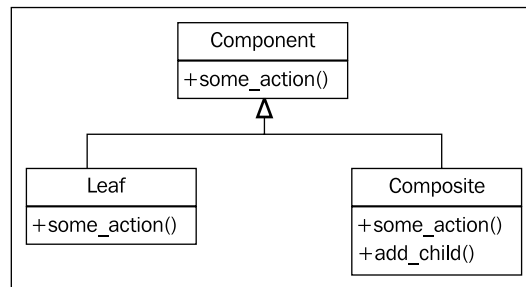 Component
+some_action()
Leaf
+some_action()
Composite
+some_action()
+add_child()